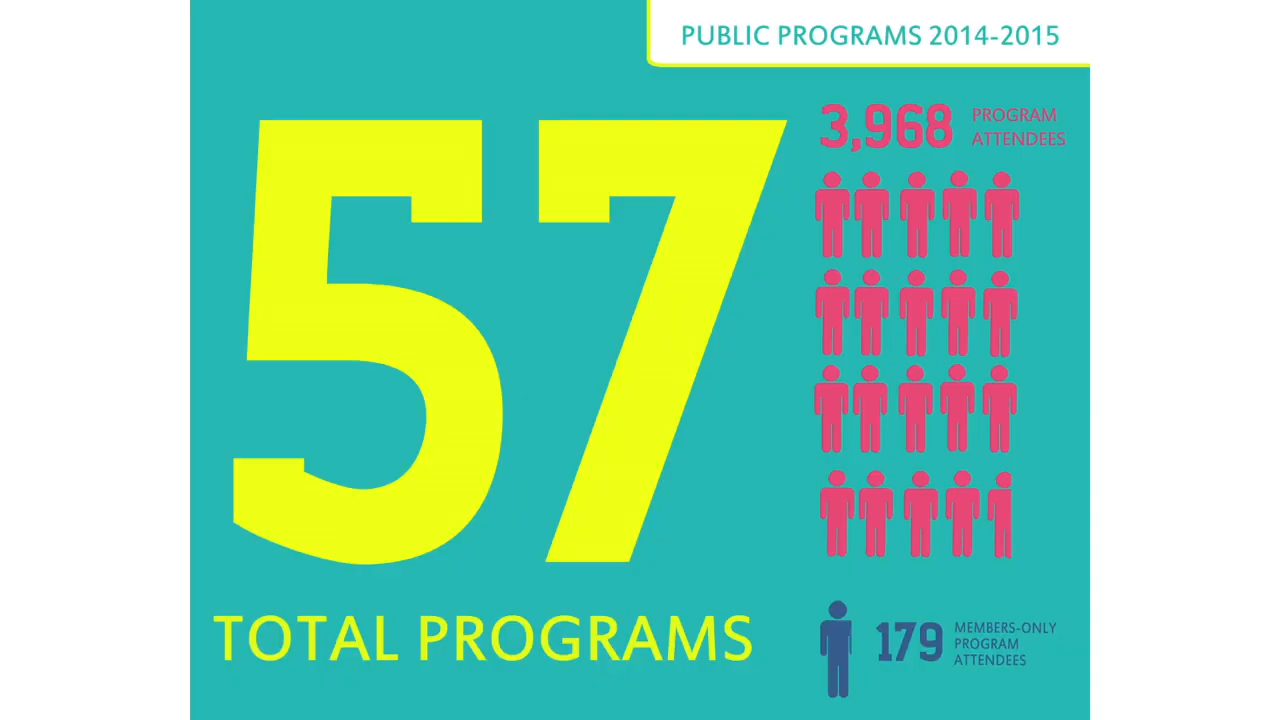 PUBLIC PROGRAMS 2014-2015
57
TOTAL PROGRAMS
3,968
PROGRAM
ATTENDEES
179
MEMBERS-ONLY
PROGRAM
ATTENDEES